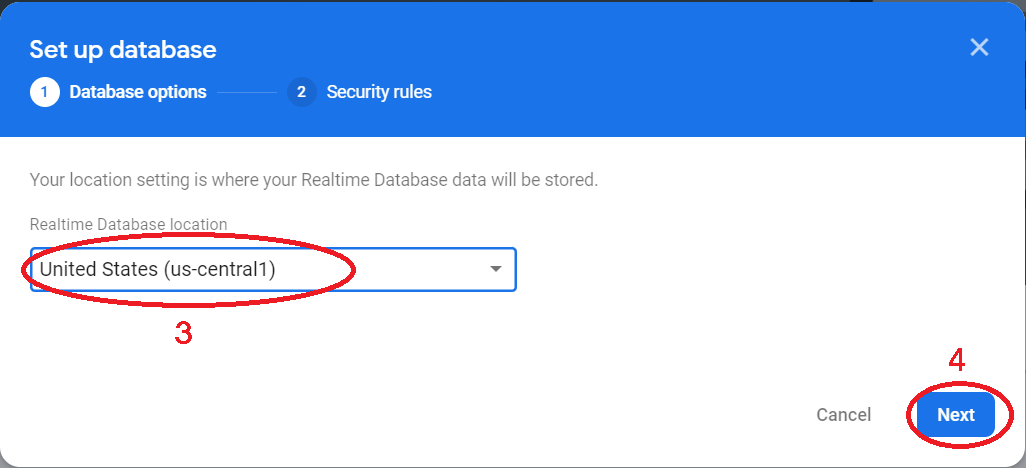 Set up database
1 Database options 2 Security rules
Your location setting is where your Realtime Database data will be stored.
Realtime Database location
United States (us-central1)
3
4
Cancel Next